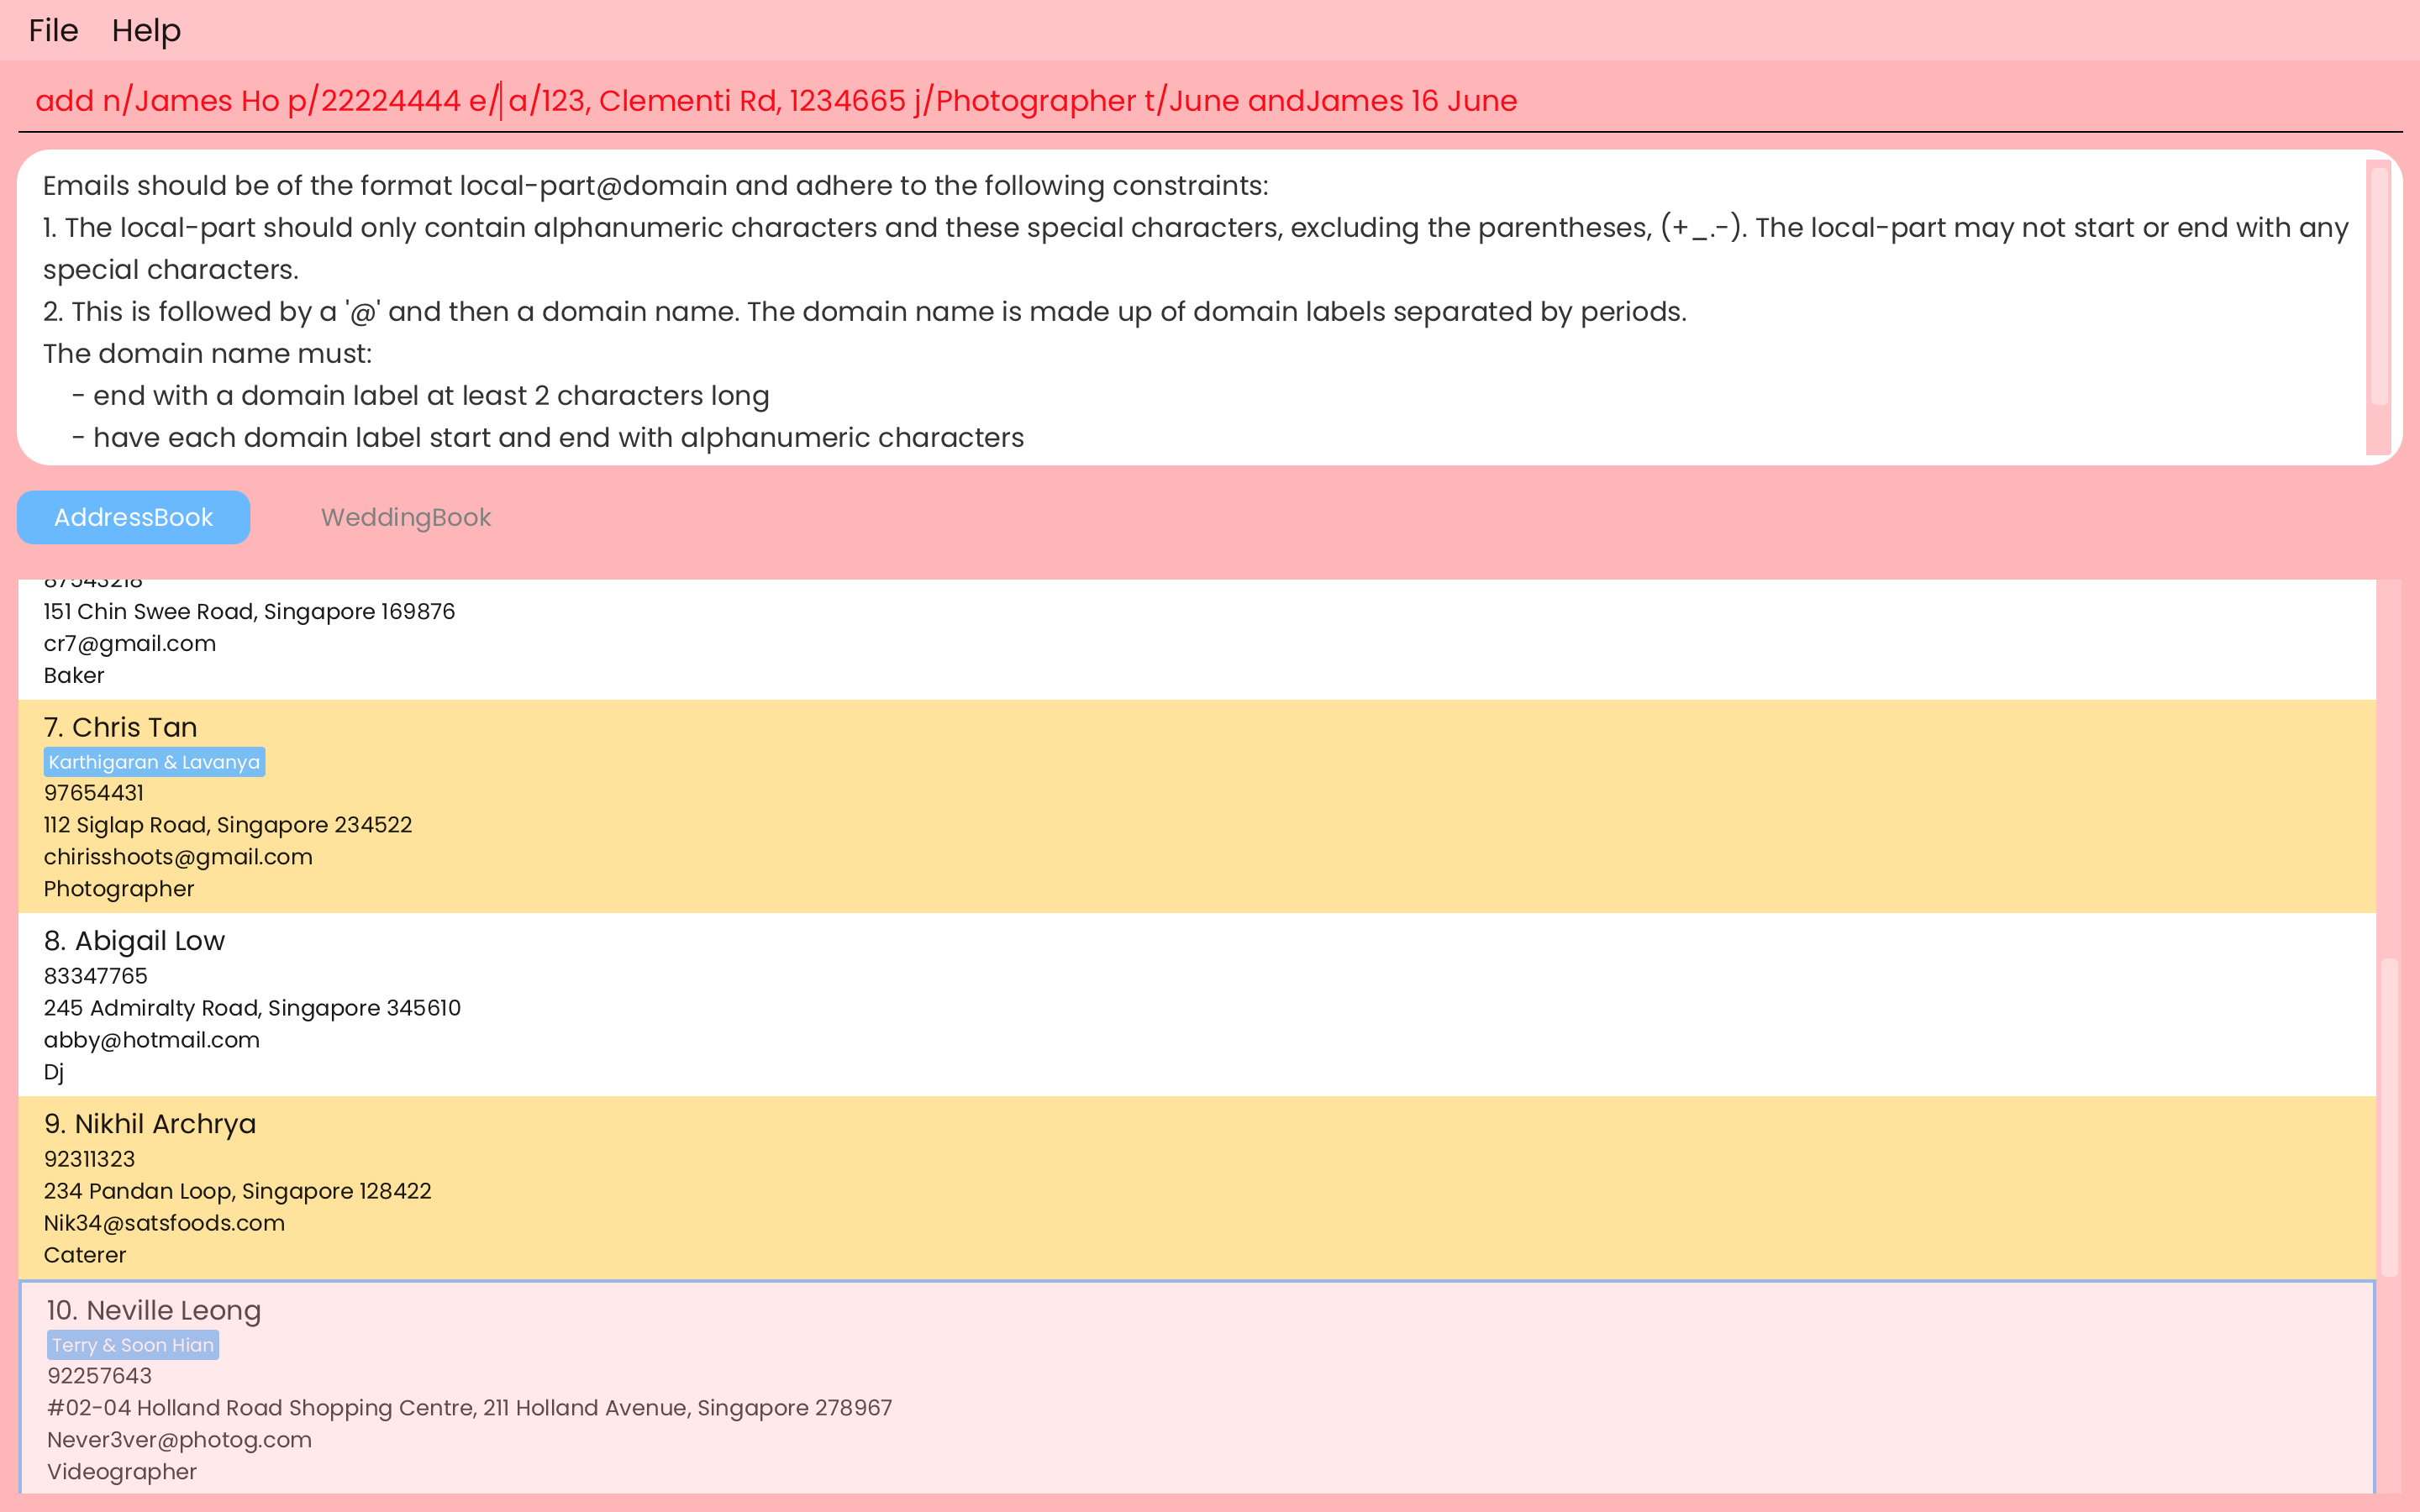 File Help
add n/James Ho p/22224444 e/ a/123, Clementi Rd, 1234665 j/Photographer t/June andJames 16 June
Emails should be of the format local-part@domain and adhere to the following constraints:
1. The local-part should only contain alphanumeric characters and these special characters, excluding the parentheses, (+_.-). The local-part may not start or end with any
special characters.
2. This is followed by a '@' and then a domain name. The domain name is made up of domain labels separated by periods.
The domain name must:
- end with a domain label at least 2 characters long
- have each domain label start and end with alphanumeric characters
AddressBook WeddingBook
87543218
151 Chin Swee Road, Singapore 169876
cr7@gmail.com
Baker
7. Chris Tan
Karthigaran & Lavanya
97654431
112 Siglap Road, Singapore 234522
chirisshoots@gmail.com
Photographer
8. Abigail Low
83347765
245 Admiralty Road, Singapore 345610
abby@hotmail.com
Dj
9. Nikhil Archrya
92311323
234 Pandan Loop, Singapore 128422
Nik34@satsfoods.com
Caterer
10. Neville Leong
Terry & Soon Hian
92257643
#02-04 Holland Road Shopping Centre, 211 Holland Avenue, Singapore 278967
Never3ver@photog.com
Videographer